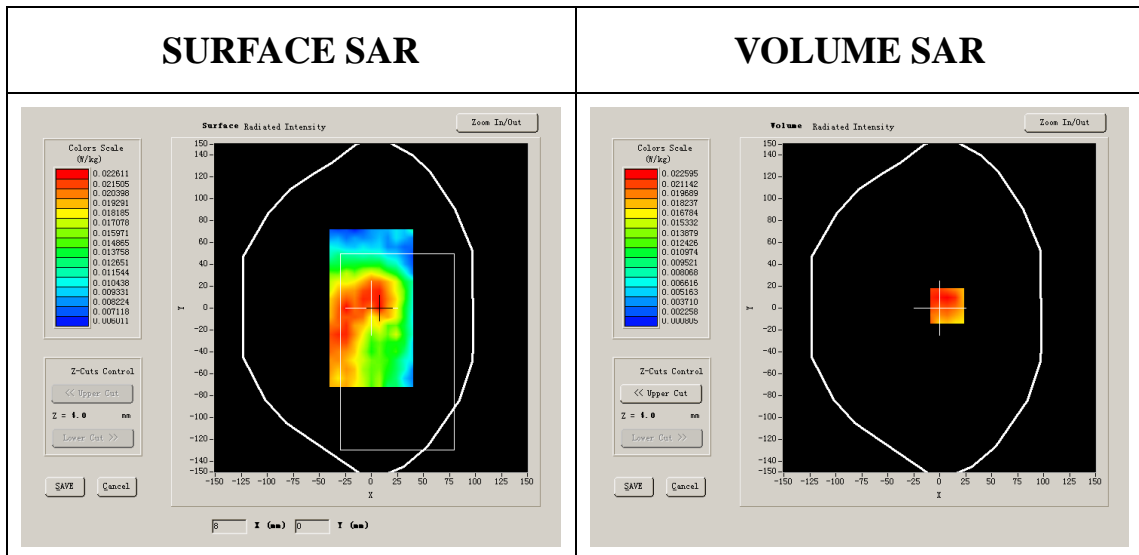 SURFACE SAR
VOLUME SAR
Surface Radiated Intensity
Zoom In/Out
Colors Scale
(W/kg)
0.022611
0.021505
0.020398
0.019291
0.018185
0.017078
0.015971
0.014865
0.013758
0.012651
0.011544
0.010438
0.009331
0.008224
0.007118
0.006011
150
140
120
100
80
60
40
20
0
-20
-40
-60
-80
-100
-120
-140
-150
Y
-150 -125 -100 -75 -50 -25 0 25 50 75 100 125 150
X
Z-Cuts Control
<< Upper Cut
Z = 4.0 mm
Lower Cut >>
SAVE Cancel
8 X (mm) 0 Y (mm)
Volume Radiated Intensity
Zoom In/Out
Colors Scale
(W/kg)
0.022595
0.021142
0.019689
0.018237
0.016784
0.015332
0.013879
0.012426
0.010974
0.009521
0.008068
0.006616
0.005163
0.003710
0.002258
0.000805
150
140
120
100
80
60
40
20
0
-20
-40
-60
-80
-100
-120
-140
-150
Y
-150 -125 -100 -75 -50 -25 0 25 50 75 100 125 150
X
Z-Cuts Control
<< Upper Cut
Z = 4.0 mm
Lower Cut >>
SAVE Cancel